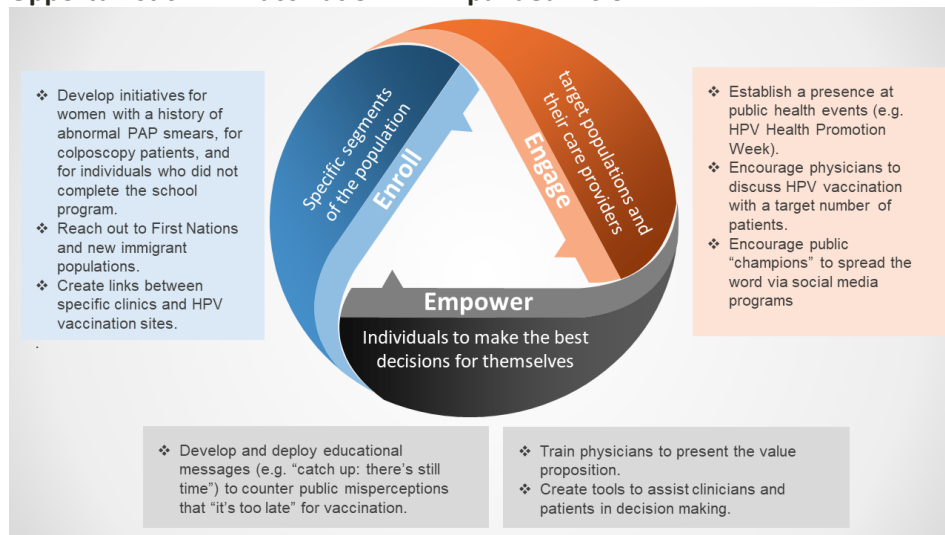 ❖ Develop initiatives for
women with a history of
abnormal PAP smears, for
colposcopy patients, and
for individuals who did not
complete the school
program.
❖ Reach out to First Nations
and new immigrant
populations.
❖ Create links between
specific clinics and HPV
vaccination sites.
.
Specific segments
of the population
Enroll
target populations and
their care providers
Engage
Empower
Individuals to make the best
decisions for themselves
❖ Establish a presence at
public health events (e.g.
HPV Health Promotion
Week).
❖ Encourage physicians to
discuss HPV vaccination
with a target number of
patients.
❖ Encourage public
“champions” to spread the
word via social media
programs
❖ Develop and deploy educational
messages (e.g. “catch up: there’s still
time”) to counter public misperceptions
that “it’s too late” for vaccination.
❖ Train physicians to present the value
proposition.
❖ Create tools to assist clinicians and
patients in decision making.